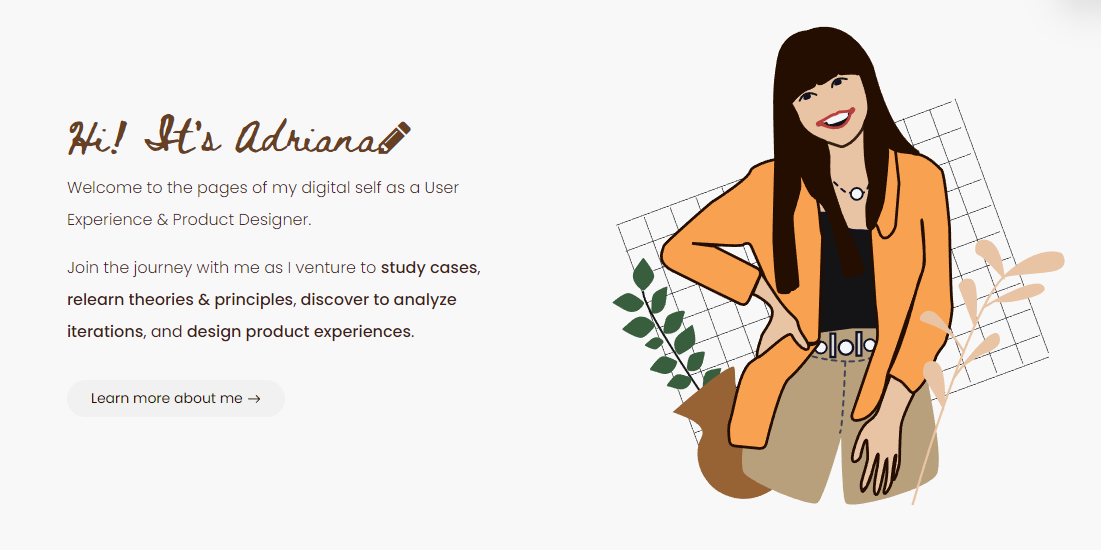 Hi! It's Adriana
Welcome to the pages of my digital self as a User
Experience & Product Designer.
Join the journey with me as I venture to study cases,
relearn theories & principles, discover to analyze
iterations, and design product experiences.
Learn more about me →